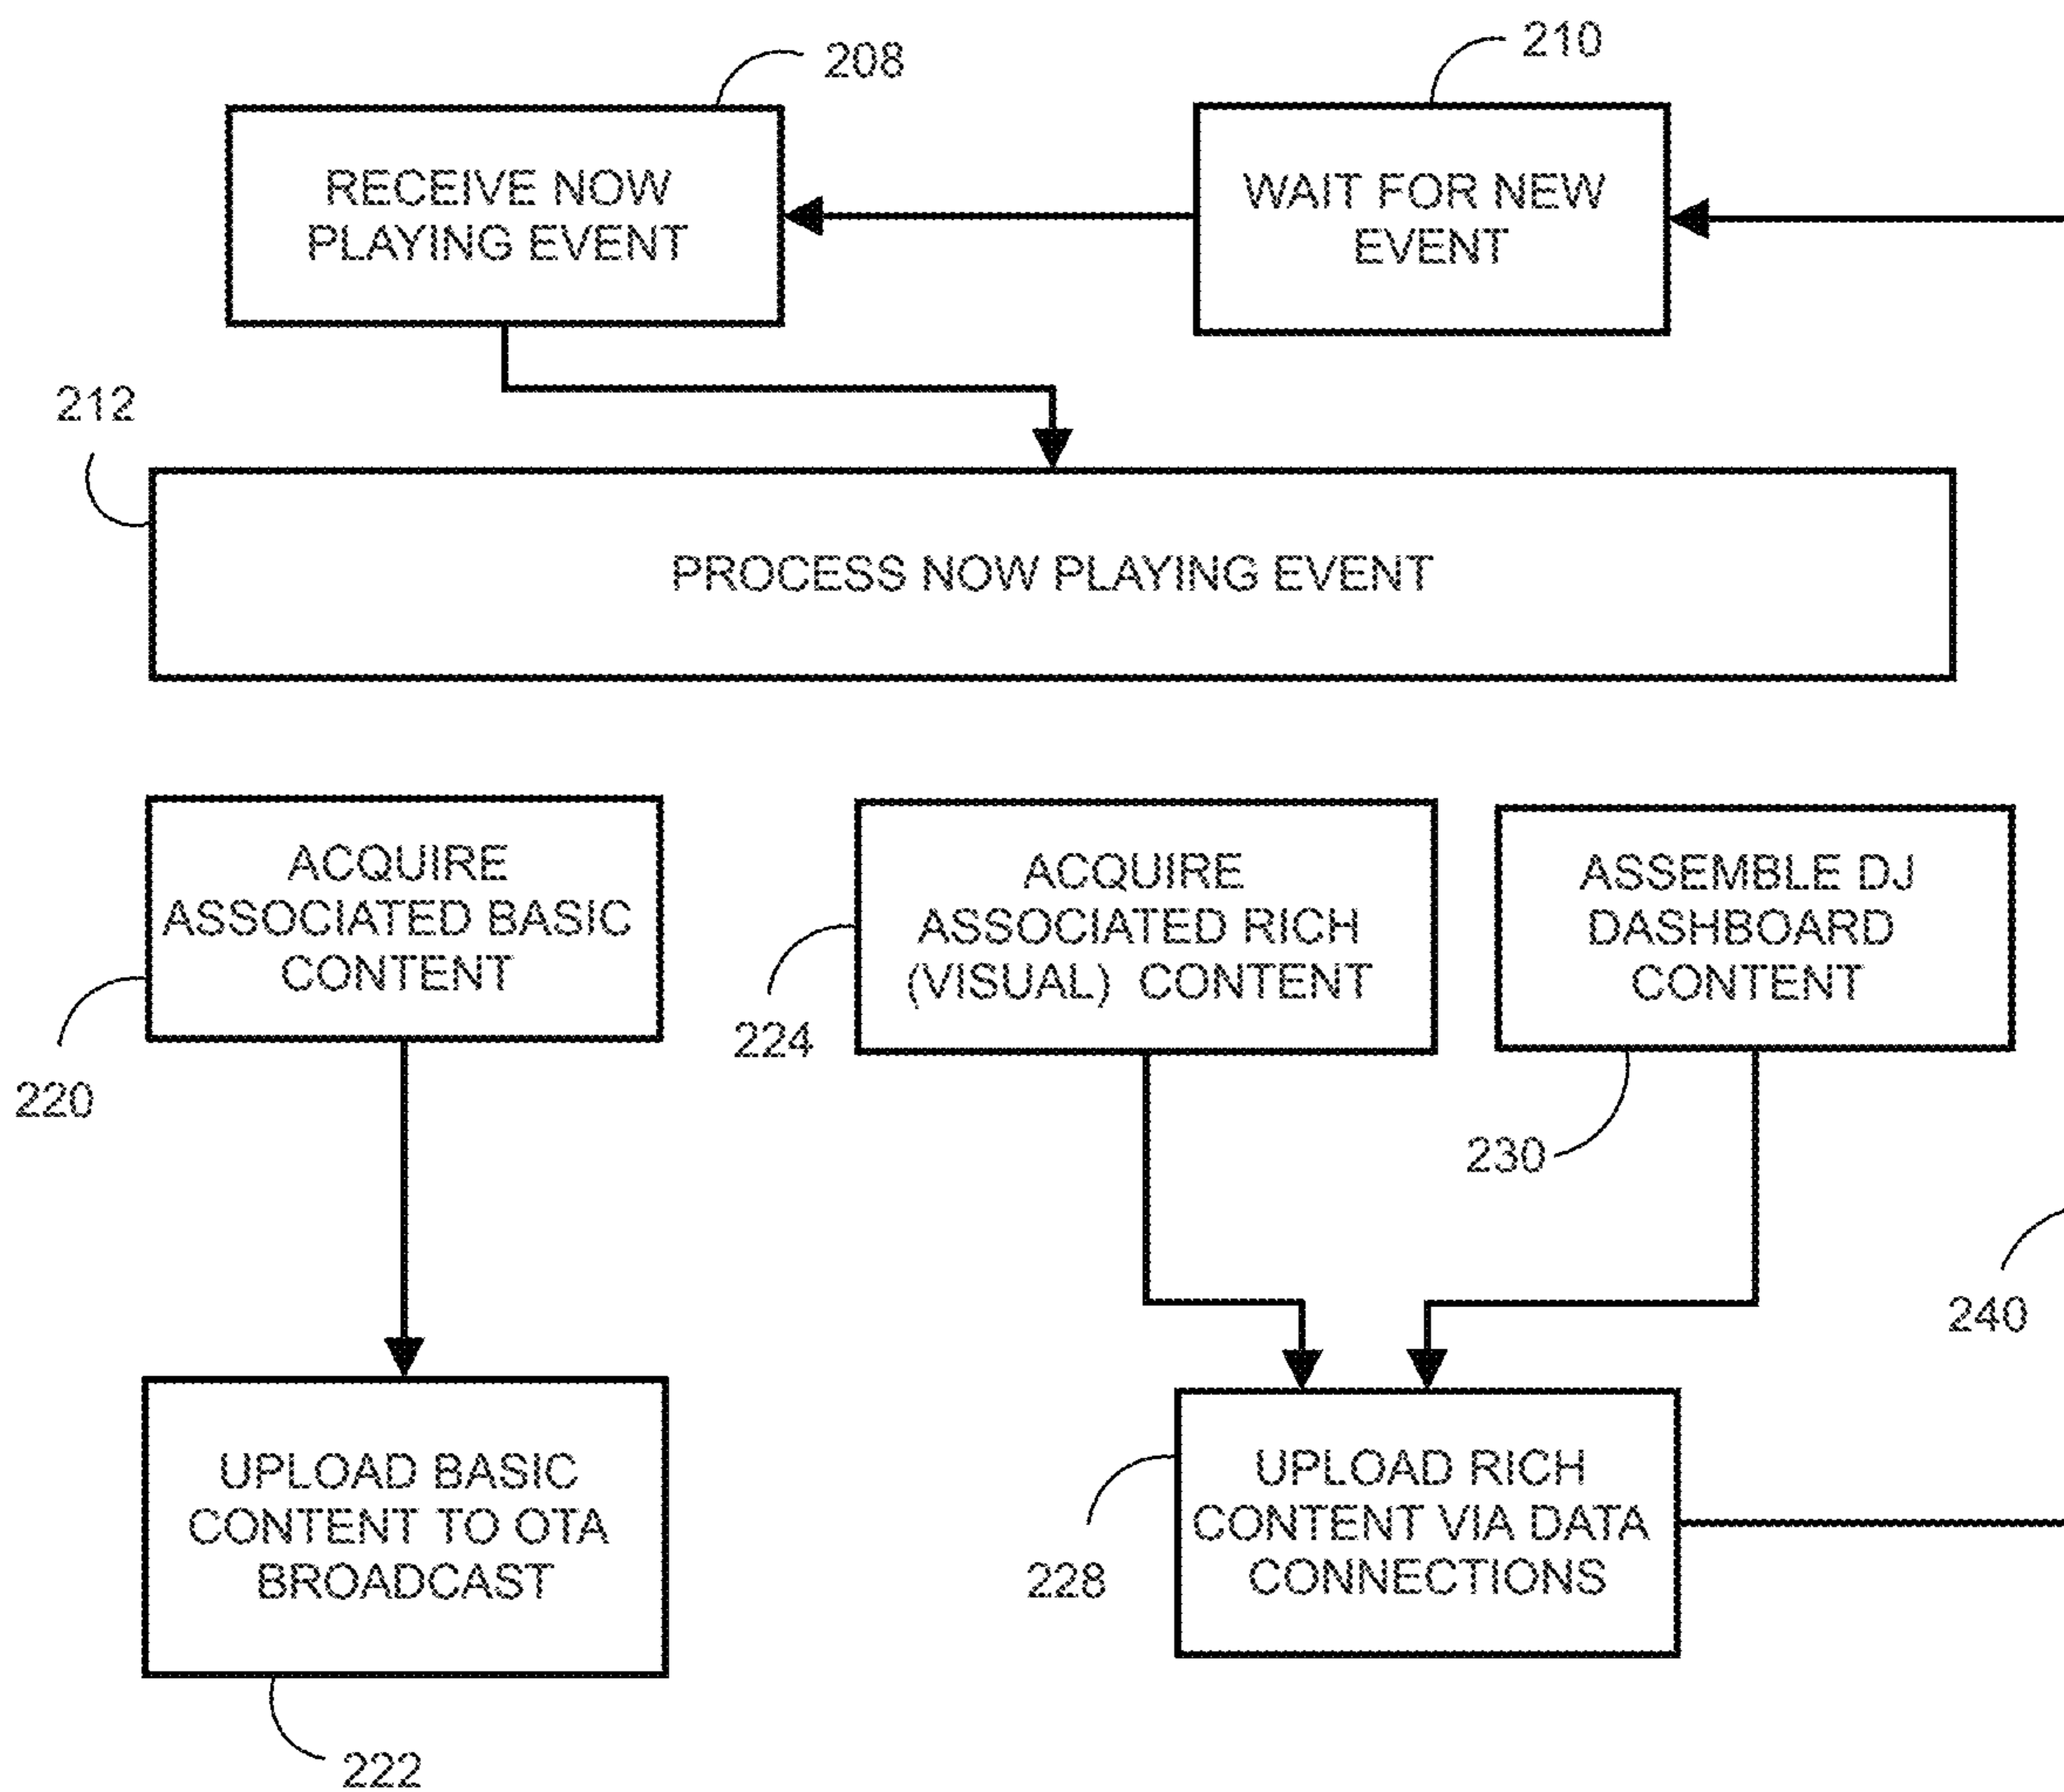 208
210
RECEIVE NOW
PLAYING EVENT
WAIT FOR NEW
EVENT
212
PROCESS NOW PLAYING EVENT
ACQUIRE
ASSOCIATED BASIC
CONTENT
ACQUIRE
ASSOCIATED RICH
(VISUAL) CONTENT
ASSEMBLE DJ
DASHBOARD
CONTENT
220
224
230
240
UPLOAD BASIC
CONTENT TO OTA
BROADCAST
UPLOAD RICH
CONTENT VIA DATA
CONNECTIONS
228
222